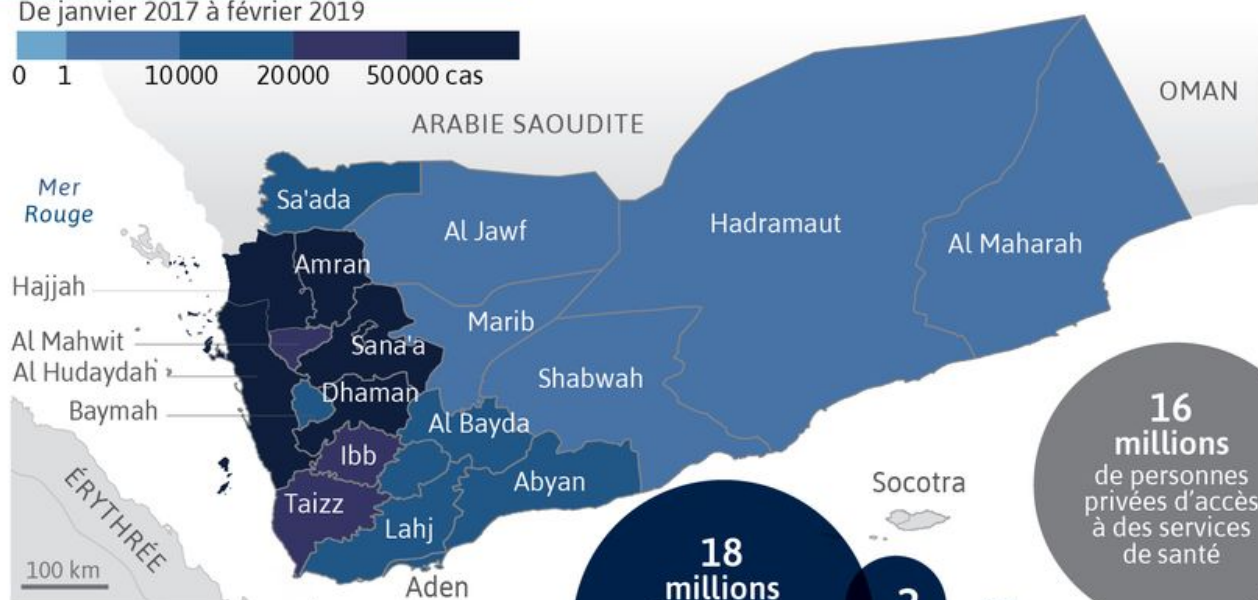 De janvier 2017 à février 2019
0 1 10000 20000 50000 cas
OMAN
ARABIE SAOUDITE
Mer
Rouge
Sa'ada
Al Jawf
Hadramaut
Al Maharah
Amran
Hajjah
Marib
Al Mahwit
Sana'a
Al Hudaydah
Shabwah
Dhaman
Baymah
Al Bayda
Ibb
Abyan
Taizz
Lahj
ÉRYTHRÉE
Aden
100 km
Socotra
16
millions
de personnes
privées d'accès
à des services
de santé
18
millions